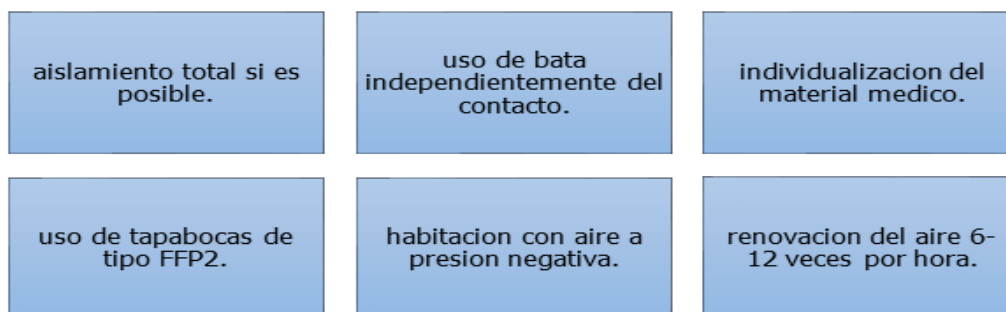 aislamiento total si es
posible.
uso de bata
independientemente del
contacto.
individualizacion del
material medico.
uso de tapabocas de
tipo FFP2.
habitacion con aire a
presion negativa.
renovacion del aire 6-
12 veces por hora.